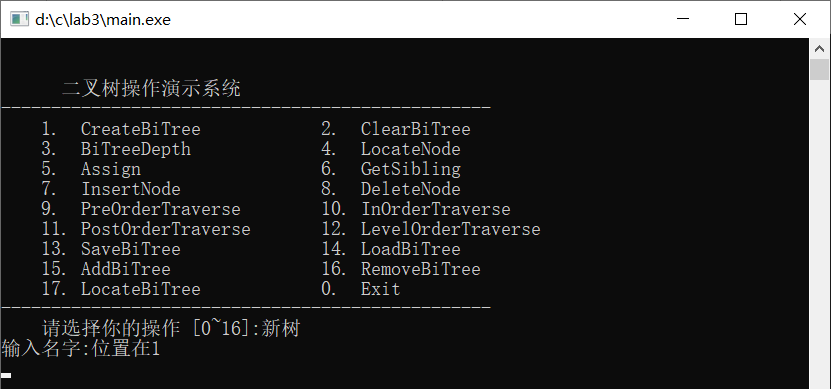 d:\c\lab3\main.exe
二叉树操作演示系统
-------------------------------------------------
1. CreateBiTree 2. ClearBiTree
3. BiTreeDepth 4. LocateNode
5. Assign 6. GetSibling
7. InsertNode 8. DeleteNode
9. PreOrderTraverse 10. InOrderTraverse
11. PostOrderTraverse 12. LevelOrderTraverse
13. SaveBiTree 14. LoadBiTree
15. AddBiTree 16. RemoveBiTree
17. LocateBiTree 0. Exit
-------------------------------------------------
请选择你的操作 [0~16]:新树
输入名字:位置在1